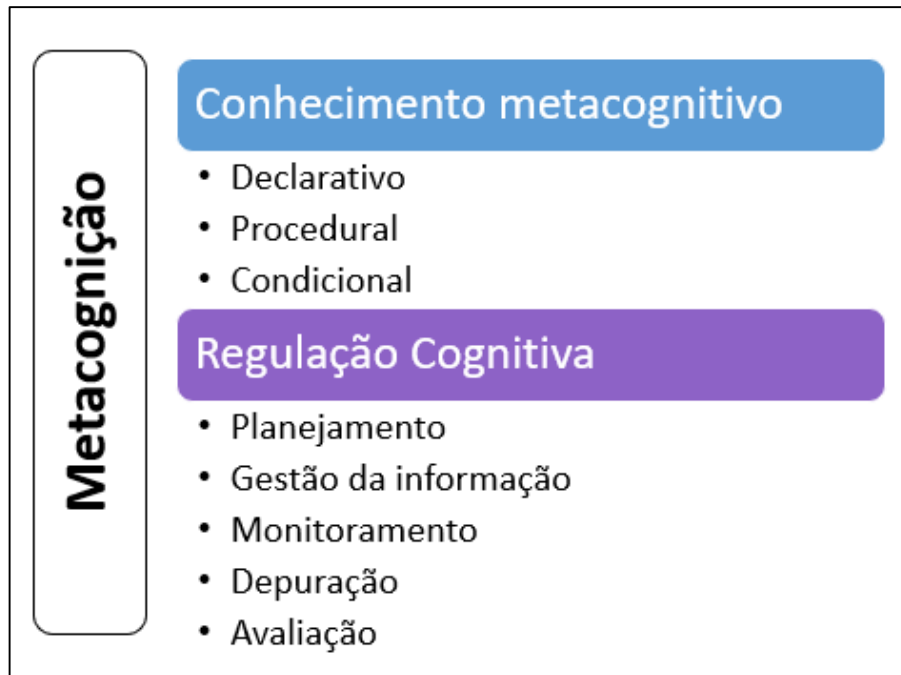 Metacognição
Conhecimento metacognitivo
• Declarativo
• Procedural
• Condicional
Regulação Cognitiva
• Planejamento
• Gestão da informação
• Monitoramento
• Depuração
• Avaliação